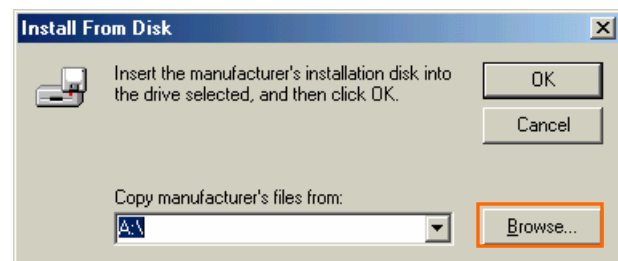 Install From Disk
Insert the manufacturer's installation disk into
the drive selected, and then click OK.
OK
Cancel
Copy manufacturer's files from:
A:\
Browse...